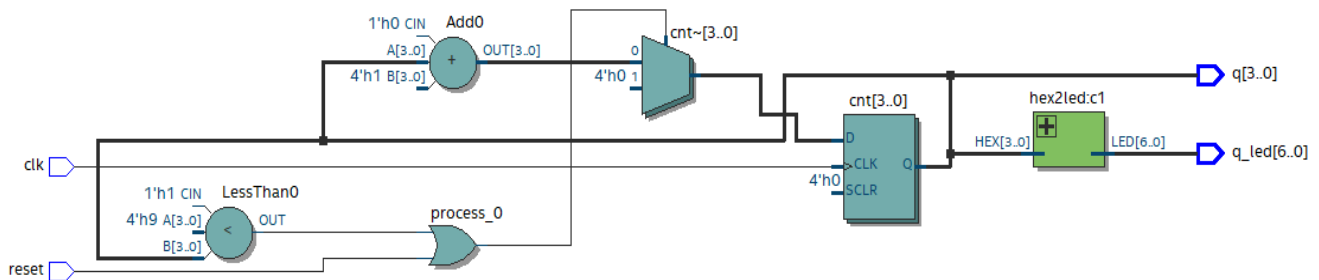 1'h0 CIN
Add0
A[3..0]
OUT[3..0]
4'h1 B[3..0]
+
cnt~[3..0]
0
4'h0 1
q[3..0]
cnt[3..0]
hex2led:c1
D
HEX[3..0]
LED[6..0]
q_led[6..0]
clk
CLK
Q
4'h0
SCLR
1'h1 CIN
LessThan0
4'h9 A[3..0]
OUT
<
B[3..0]
process_0
reset